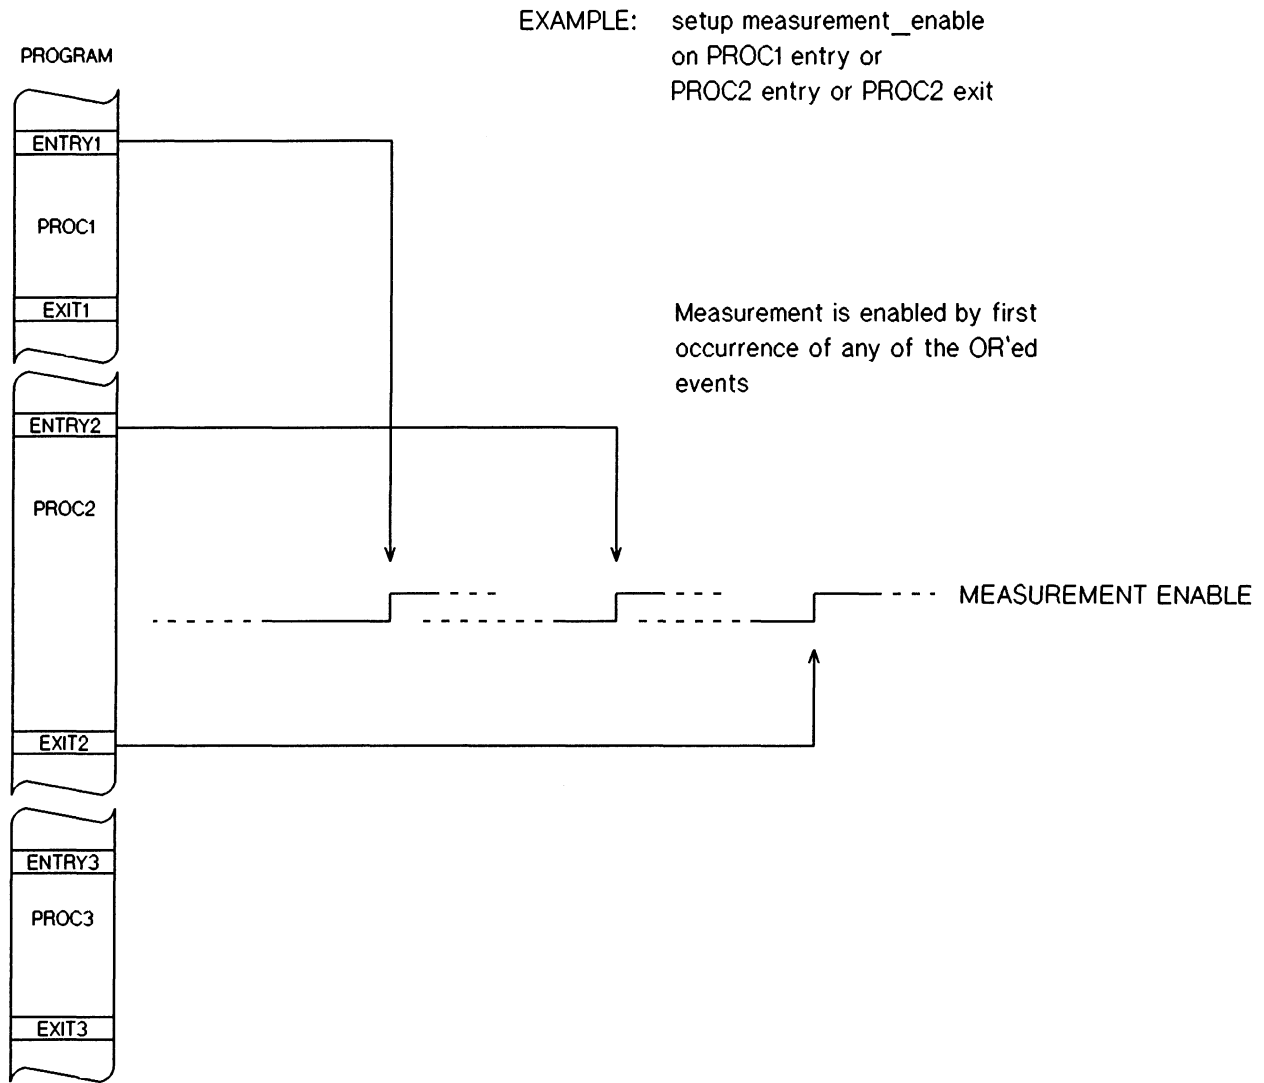 EXAMPLE: setup measurement_enable
on PROC1 entry or
PROC2 entry or PROC2 exit
PROGRAM
ENTRY1
PROC1
EXIT1
Measurement is enabled by first
occurrence of any of the OR'ed
events
ENTRY2
PROC2
MEASUREMENT ENABLE
EXIT2
ENTRY3
PROC3
EXIT3